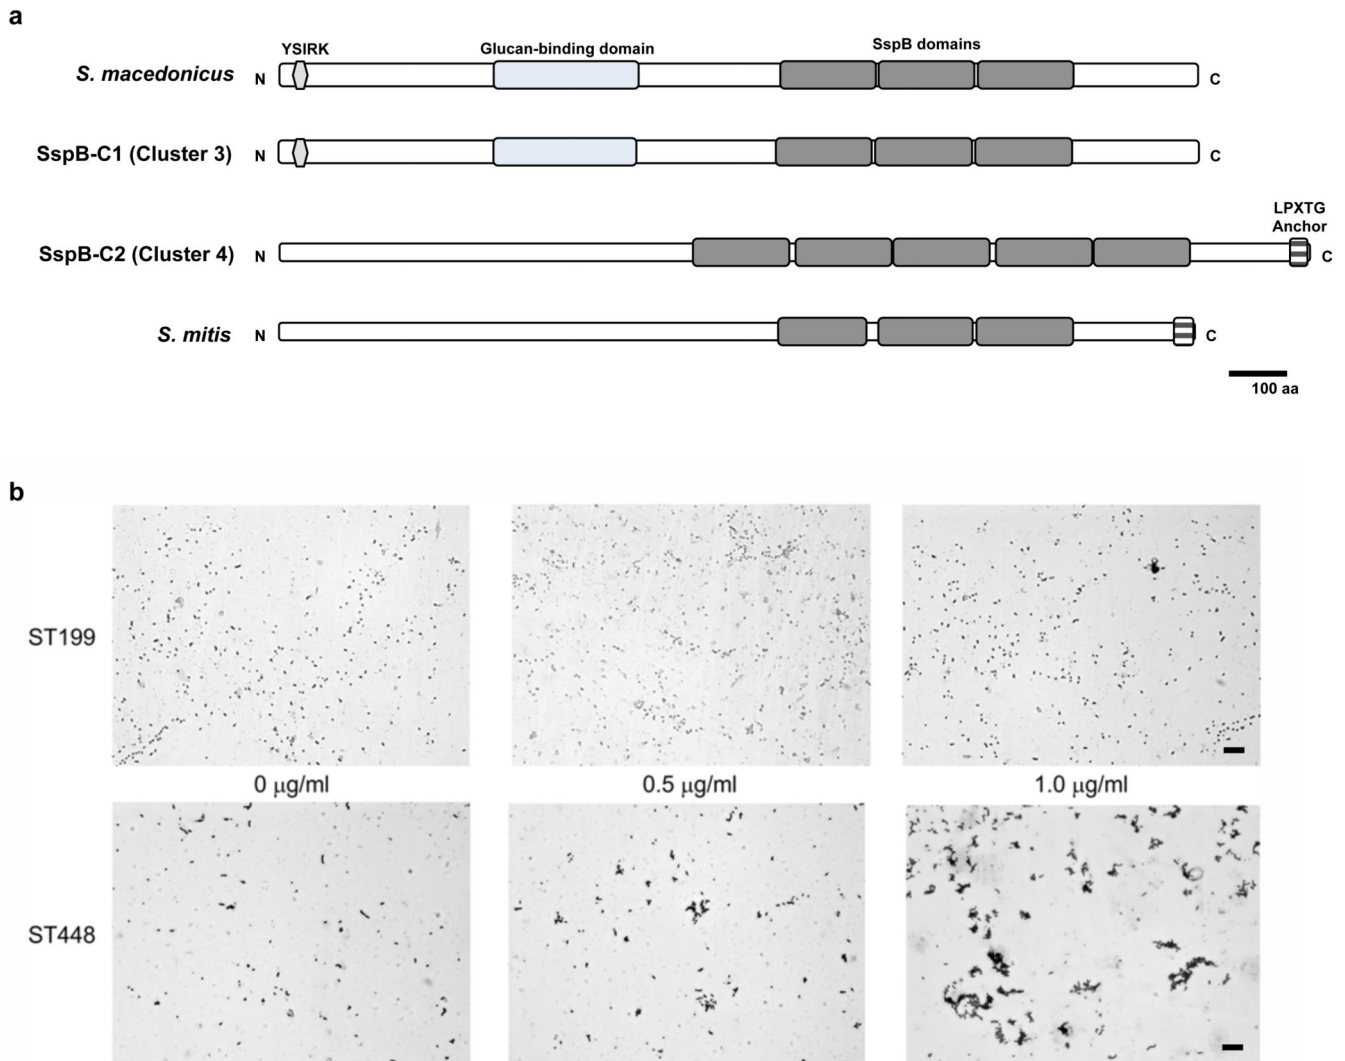 a
YSIRK
Glucan-binding domain
SspB domains
S. macedonicus
N
C
SspB-C1 (Cluster 3)
N
C
LPXTG
Anchor
SspB-C2 (Cluster 4)
N
C
S. mitis
N
C
100 aa
b
ST199
0 μg/ml
0.5 μg/ml
1.0 μg/ml
ST448